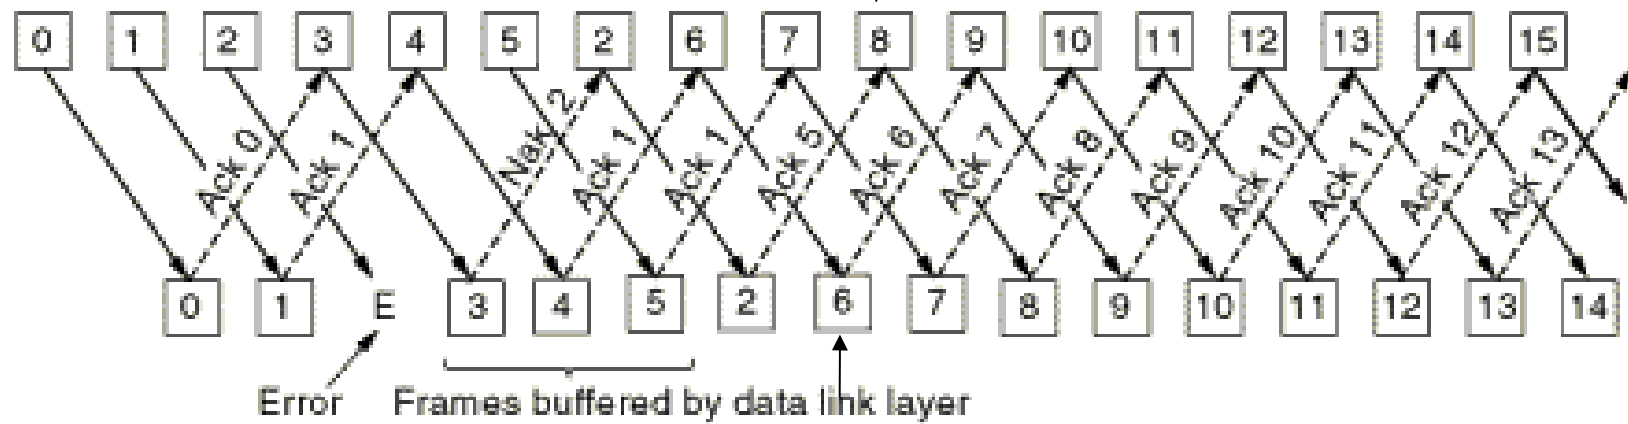 0 1 2 3 4 5 2 6 7 8 9 10 11 12 13 14 15
Ack 0 Ack 1 Nak 2 Ack 1 Ack 1 Ack 5 Ack 6 Ack 7 Ack 8 Ack 9 Ack 10 Ack 11 Ack 12 Ack 13
0 1 E 3 4 5 2 6 7 8 9 10 11 12 13 14
Error Frames buffered by data link layer